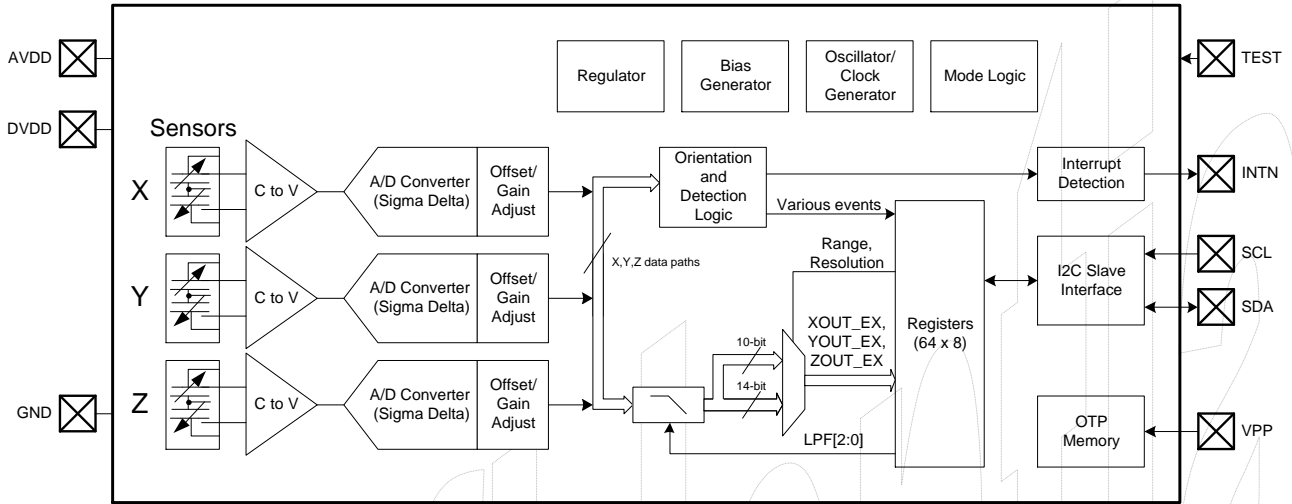 AVDD
DVDD
GND
Regulator
Bias
Generator
Oscillator/
Clock
Generator
Mode Logic
TEST
INTN
SCL
SDA
VPP
Sensors
X
C to V
A/D Converter
(Sigma Delta)
Offset/
Gain
Adjust
Y
C to V
A/D Converter
(Sigma Delta)
Offset/
Gain
Adjust
Z
C to V
A/D Converter
(Sigma Delta)
Offset/
Gain
Adjust
Orientation
and
Detection
Logic
Various events
X,Y,Z data paths
Range,
Resolution
10-bit
14-bit
XOUT_EX,
YOUT_EX,
ZOUT_EX
LPF[2:0]
Registers
(64 x 8)
Interrupt
Detection
I2C Slave
Interface
OTP
Memory